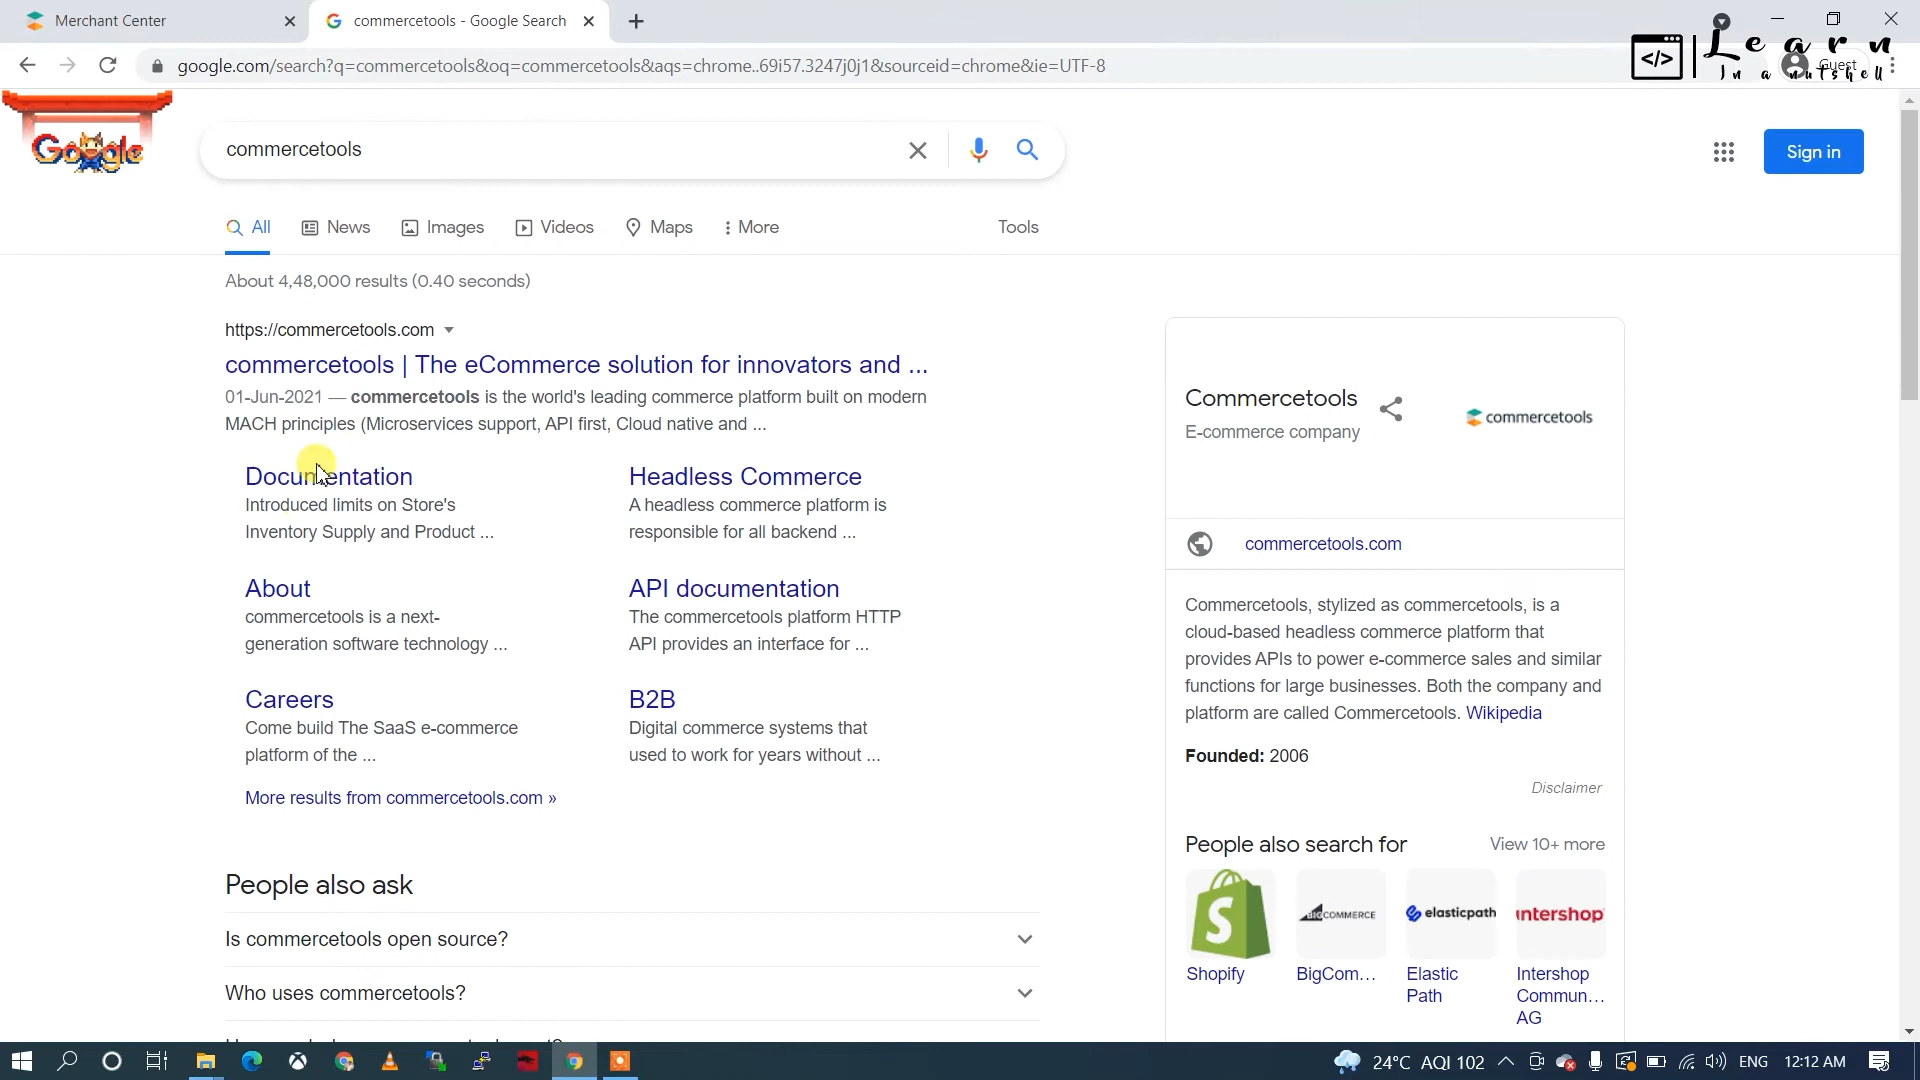 Merchant Center
commercetools - Google Search
Learn
In a nutshell
google.com/search?q=commercetools&oq=commercetools&aqs=chrome..69i57.3247j0j1&sourceid=chrome&ie=UTF-8
Guest
Google
commercetools
Sign in
All
News
Images
Videos
Maps
More
Tools
About 4,48,000 results (0.40 seconds)
https://commercetools.com
commercetools | The eCommerce solution for innovators and ...
01-Jun-2021 — commercetools is the world's leading commerce platform built on modern
MACH principles (Microservices support, API first, Cloud native and ...
Documentation
Introduced limits on Store's
Inventory Supply and Product ...
Headless Commerce
A headless commerce platform is
responsible for all backend ...
About
commercetools is a next-
generation software technology ...
API documentation
The commercetools platform HTTP
API provides an interface for ...
Careers
Come build The SaaS e-commerce
platform of the ...
B2B
Digital commerce systems that
used to work for years without ...
More results from commercetools.com »
People also ask
Is commercetools open source?
Who uses commercetools?
Commercetools
E-commerce company
commercetools
commercetools.com
Commercetools, stylized as commercetools, is a
cloud-based headless commerce platform that
provides APIs to power e-commerce sales and similar
functions for large businesses. Both the company and
platform are called Commercetools. Wikipedia
Founded: 2006
Disclaimer
People also search for
View 10+ more
BIGCOMMERCE
elasticpath
intershop
Shopify
BigCom...
Elastic
Path
Intershop
Commun...
AG
24°C AQI 102
ENG
12:12 AM